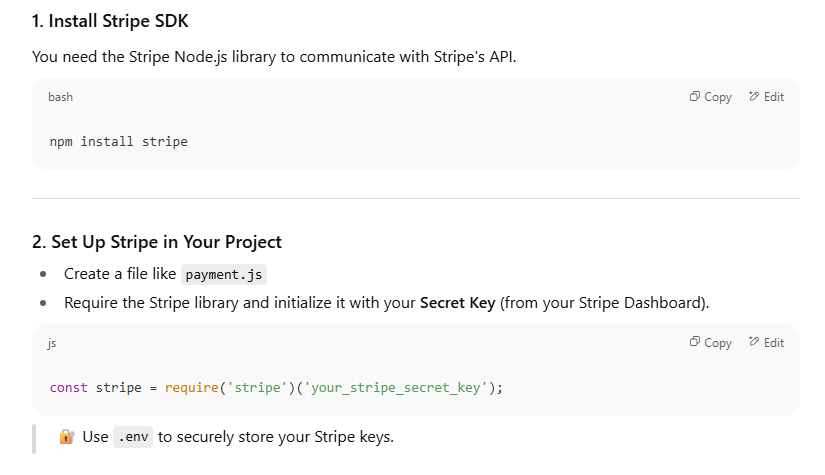 1. Install Stripe SDK
You need the Stripe Node.js library to communicate with Stripe's API.
bash
Copy
Edit
npm install stripe
2. Set Up Stripe in Your Project
• Create a file like payment.js
• Require the Stripe library and initialize it with your Secret Key (from your Stripe Dashboard).
js
Copy
Edit
const stripe = require('stripe')('your_stripe_secret_key');
🔐 Use .env to securely store your Stripe keys.